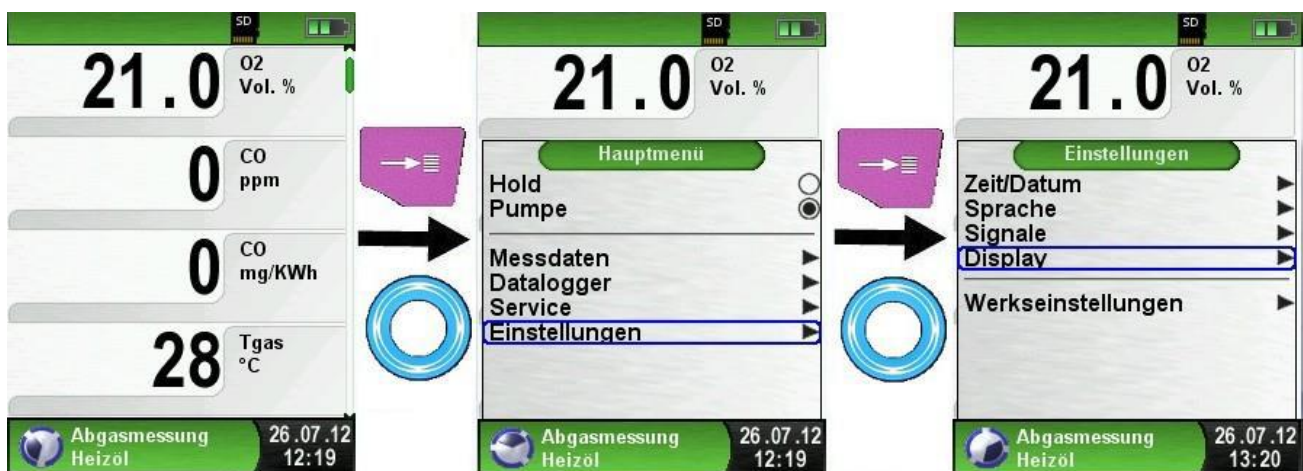 SD
21.0
O2
Vol. %
0
CO
ppm
0
CO
mg/KWh
28
Tgas
°C
Abgasmessung
Heizöl
26.07.12
12:19
SD
21.0
O2
Vol. %
Hauptmenü
Hold
Pumpe
Messdaten
Datalogger
Service
Einstellungen
Abgasmessung
Heizöl
26.07.12
12:19
SD
21.0
O2
Vol. %
Einstellungen
Zeit/Datum
Sprache
Signale
Display
Werkseinstellungen
Abgasmessung
Heizöl
26.07.12
13:20